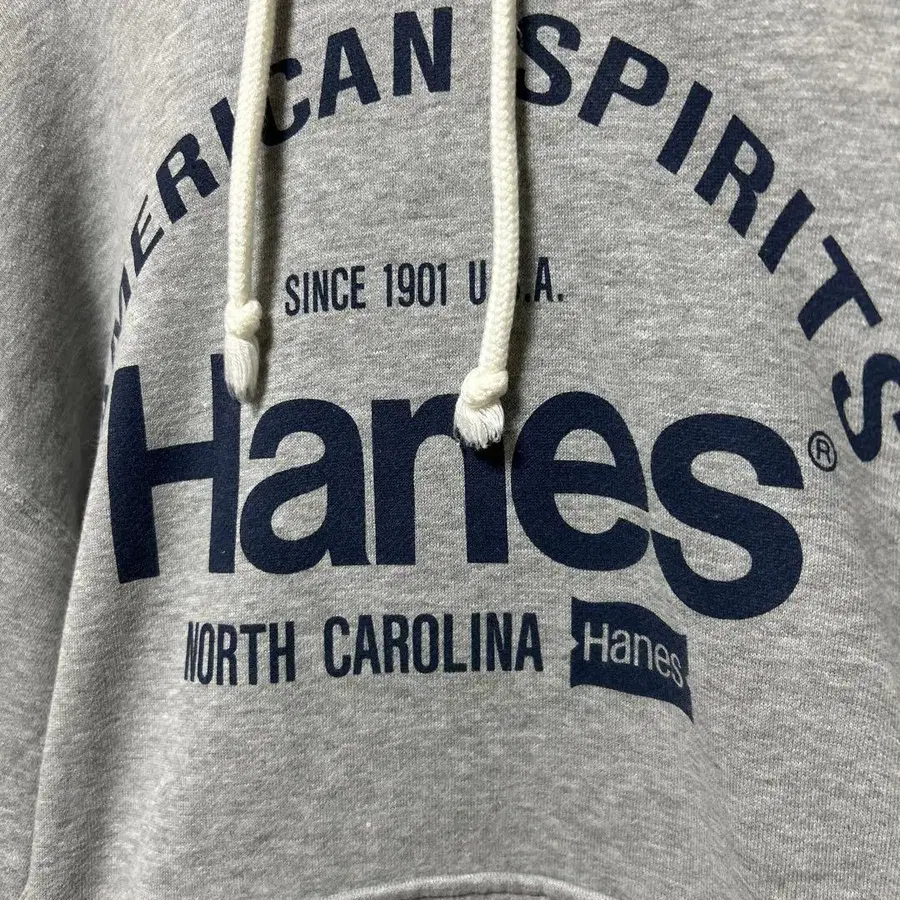 AMERICAN SPIRITS
SINCE 1901 U.S.A.
Hanes®
NORTH CAROLINA Hanes